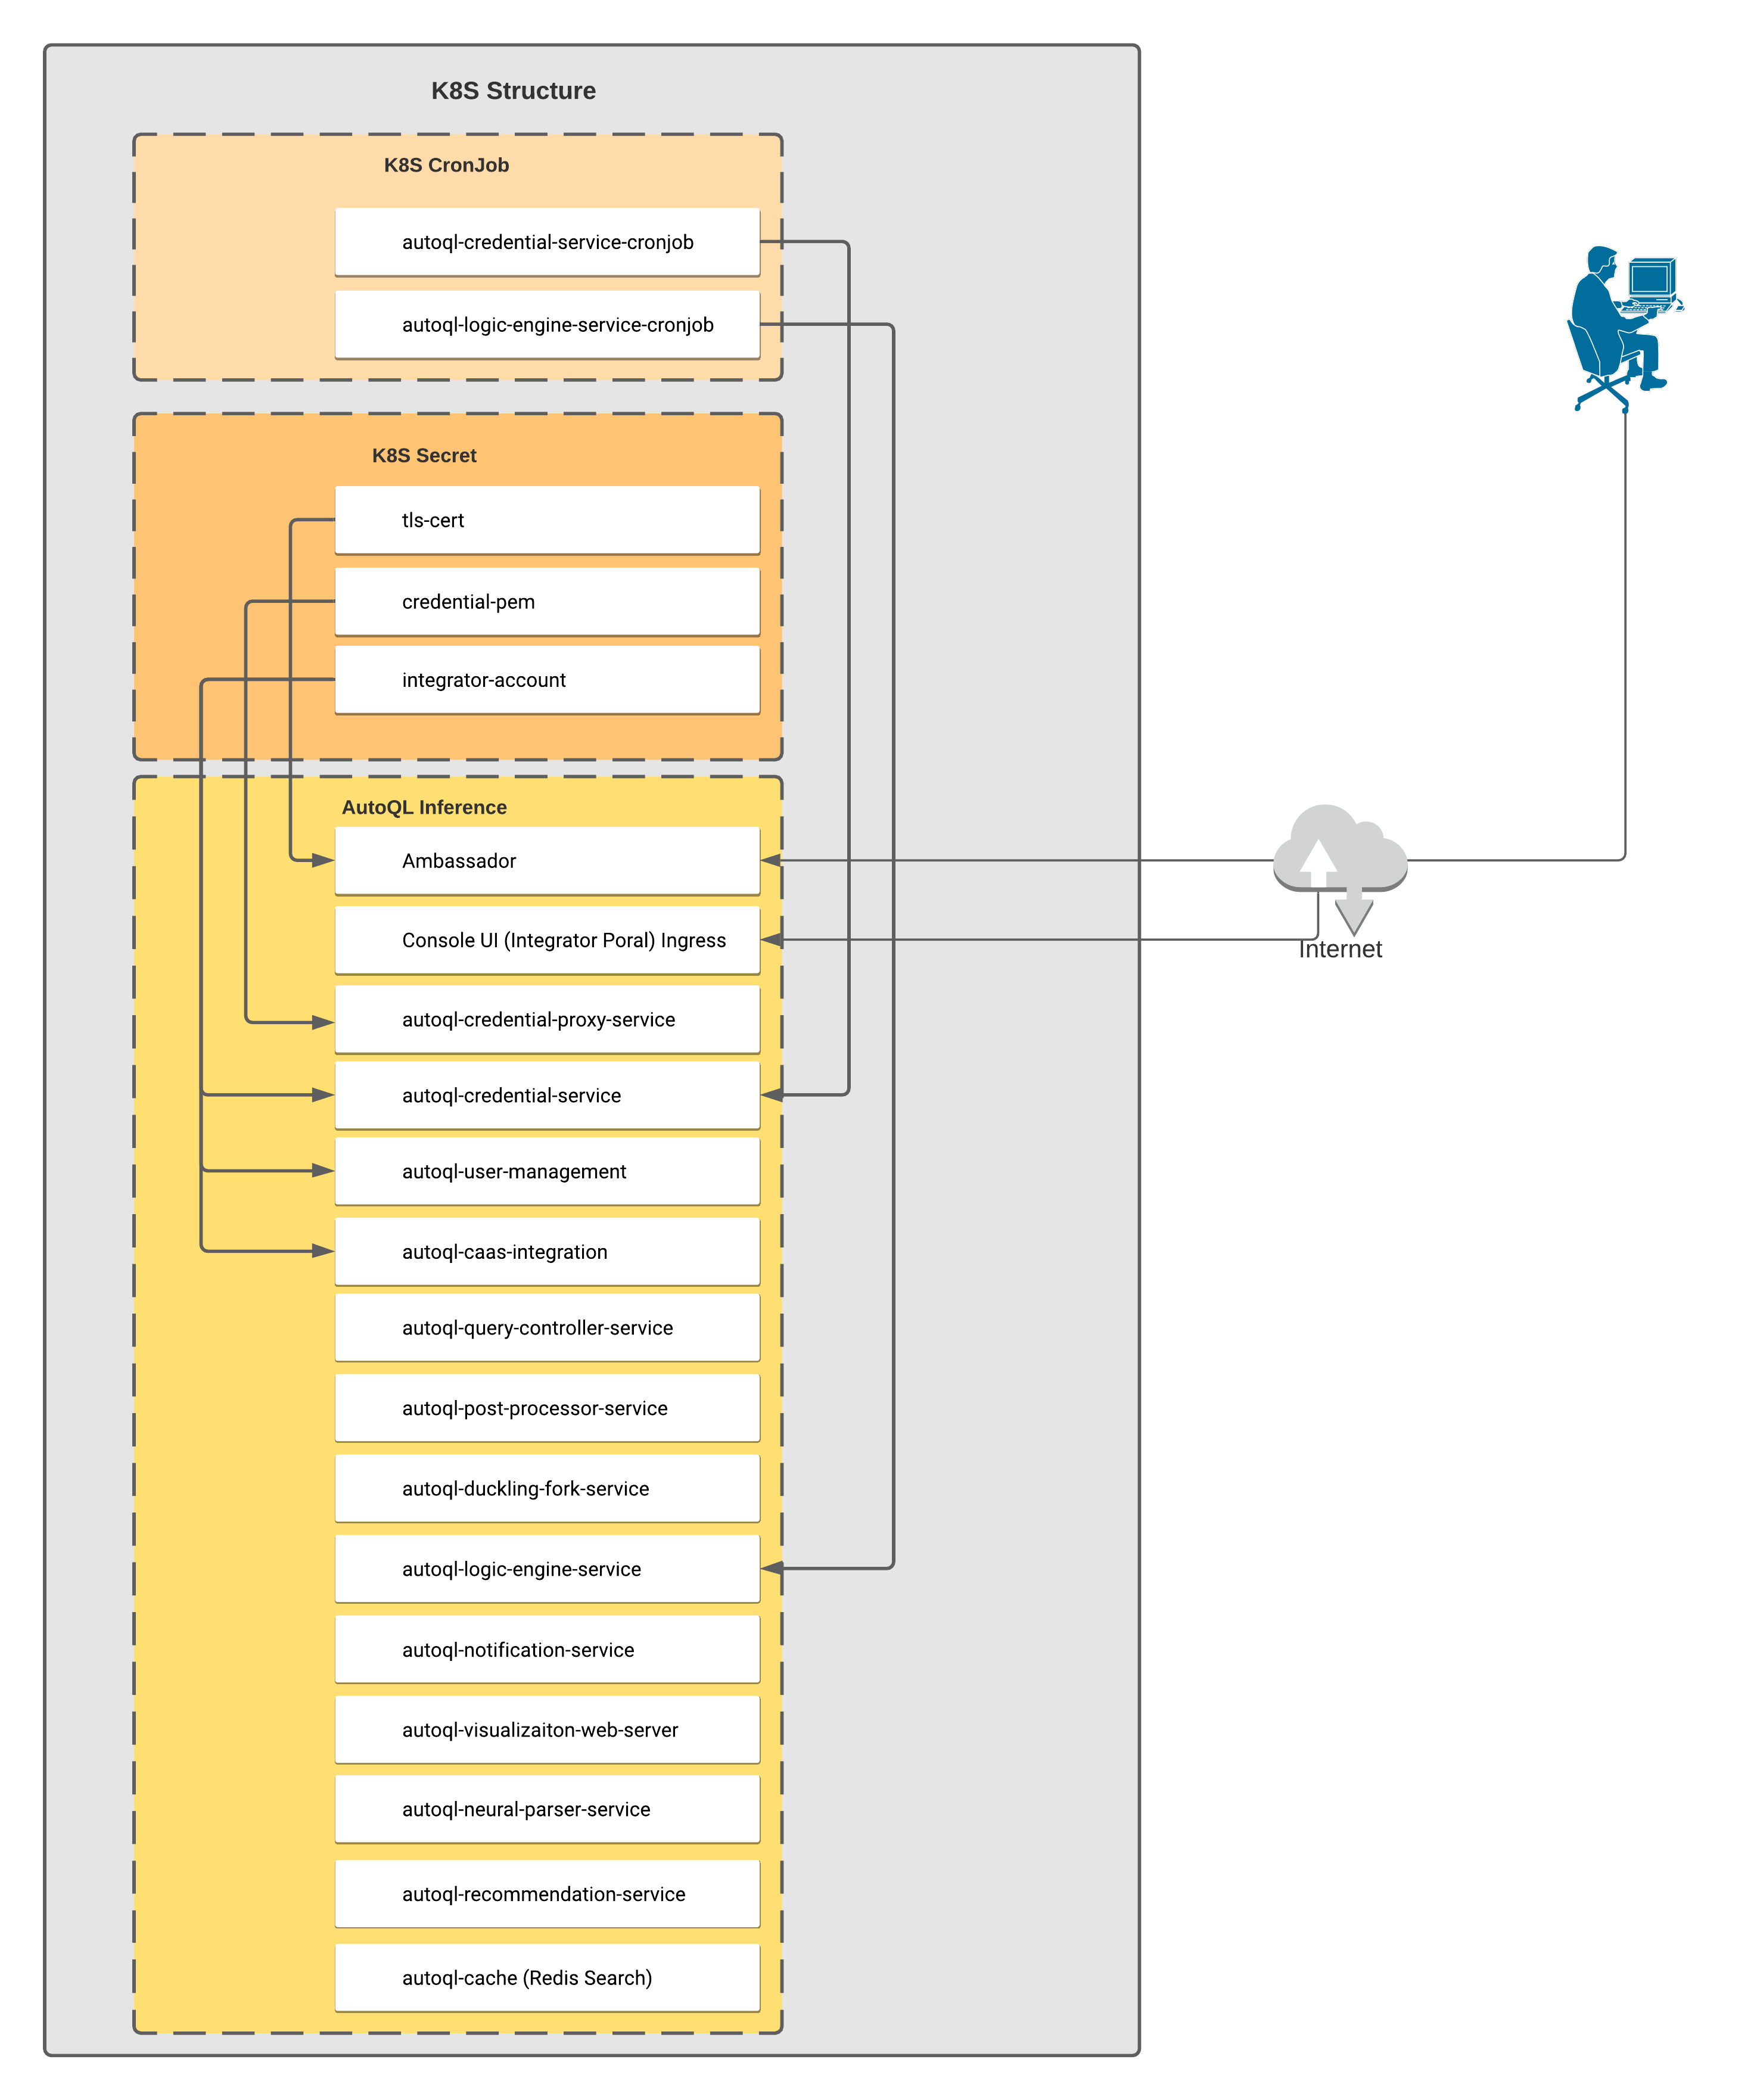 K8S Structure
K8S CronJob
autoql-credential-service-cronjob
autoql-logic-engine-service-cronjob
K8S Secret
tls-cert
credential-pem
integrator-account
AutoQL Inference
Ambassador
Console UI (Integrator Poral) Ingress
autoql-credential-proxy-service
autoql-credential-service
autoql-user-management
autoql-caas-integration
autoql-query-controller-service
autoql-post-processor-service
autoql-duckling-fork-service
autoql-logic-engine-service
autoql-notification-service
autoql-visualizaiton-web-server
autoql-neural-parser-service
autoql-recommendation-service
autoql-cache (Redis Search)
Internet